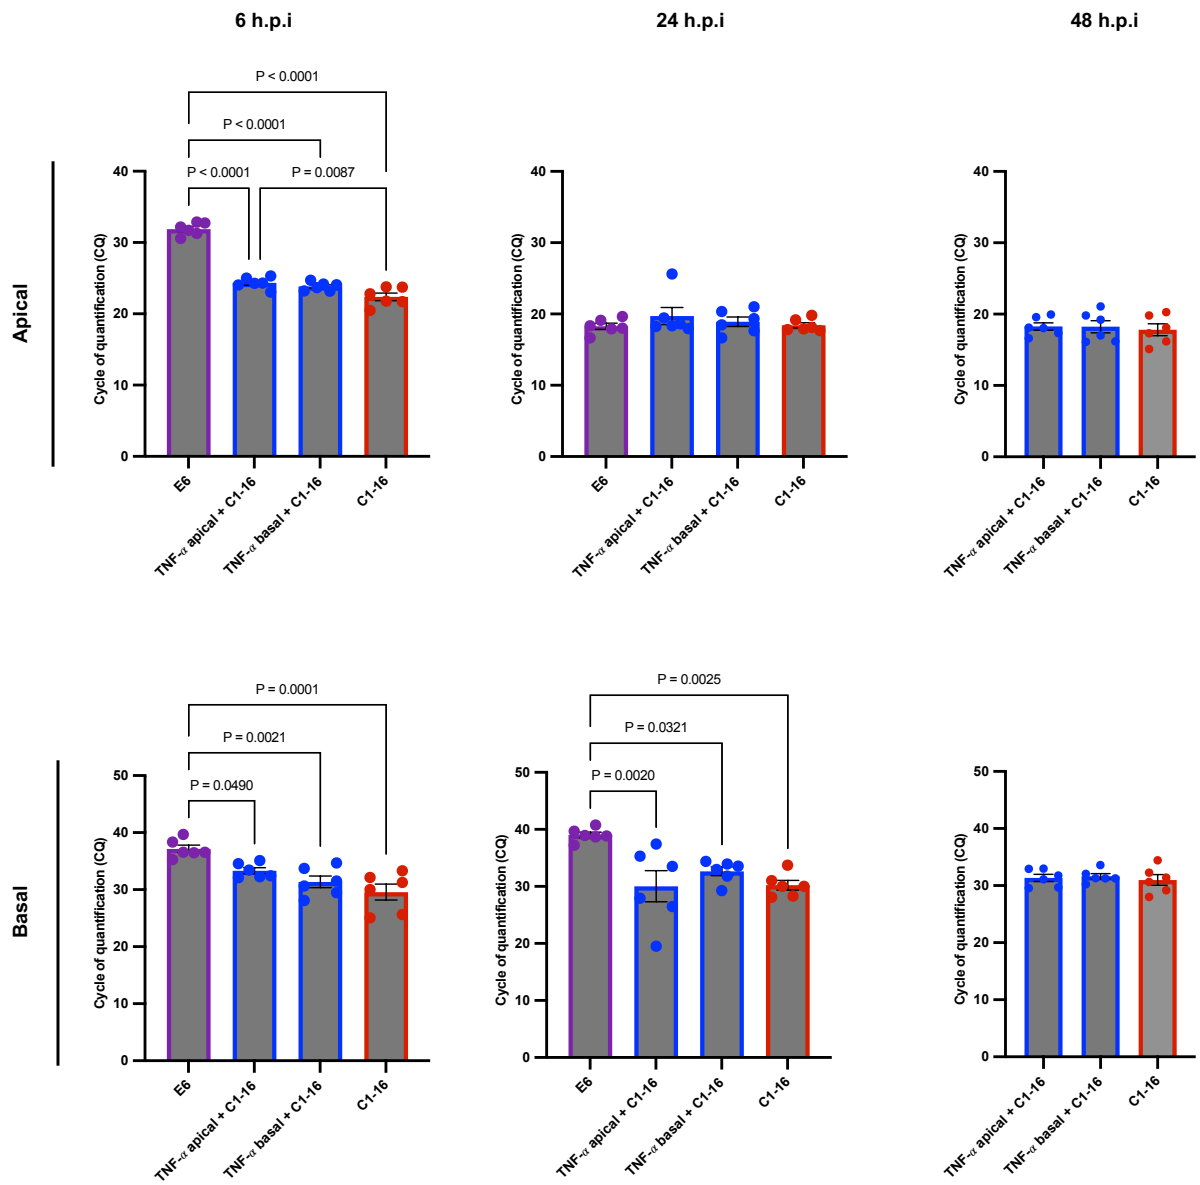 6 h.p.i
24 h.p.i
48 h.p.i
Apical
P < 0.0001
P < 0.0001
P < 0.0001
P = 0.0087
Cycle of quantification (CQ)
40
30
20
10
0
E6
TNF-α apical + C1-16
TNF-α basal + C1-16
C1-16
Cycle of quantification (CQ)
40
30
20
10
0
E6
TNF-α apical + C1-16
TNF-α basal + C1-16
C1-16
Cycle of quantification (CQ)
40
30
20
10
0
TNF-α apical + C1-16
TNF-α basal + C1-16
C1-16
Basal
P = 0.0001
P = 0.0021
P = 0.0490
Cycle of quantification (CQ)
50
40
30
20
10
0
E6
TNF-α apical + C1-16
TNF-α basal + C1-16
C1-16
P = 0.0025
P = 0.0321
P = 0.0020
Cycle of quantification (CQ)
50
40
30
20
10
0
E6
TNF-α apical + C1-16
TNF-α basal + C1-16
C1-16
Cycle of quantification (CQ)
50
40
30
20
10
0
TNF-α apical + C1-16
TNF-α basal + C1-16
C1-16